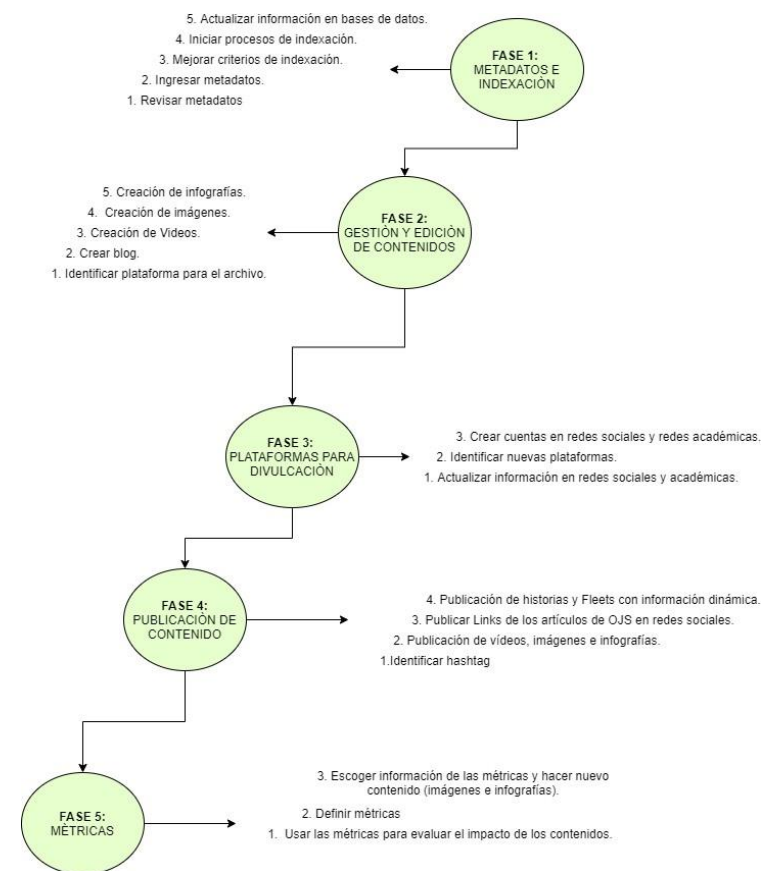 5. Actualizar información en bases de datos.
4. Iniciar procesos de indexación.
3. Mejorar criterios de indexación.
2. Ingresar metadatos.
1. Revisar metadatos
FASE 1:
METADATOS E
INDEXACIÒN
5. Creación de infografías.
4. Creación de imágenes.
3. Creación de Videos.
2. Crear blog.
1. Identificar plataforma para el archivo.
FASE 2:
GESTIÒN Y EDICIÒN
DE CONTENIDOS
FASE 3:
PLATAFORMAS PARA
DIVULCACIÒN
3. Crear cuentas en redes sociales y redes académicas.
2. Identificar nuevas plataformas.
1. Actualizar información en redes sociales y académicas.
FASE 4:
PUBLICACIÒN DE
CONTENIDO
4. Publicación de historias y Fleets con información dinámica.
3. Publicar Links de los artículos de OJS en redes sociales.
2. Publicación de vídeos, imágenes e infografías.
1.Identificar hashtag
FASE 5:
MÈTRICAS
3. Escoger información de las métricas y hacer nuevo
contenido (imágenes e infografías).
2. Definir métricas
1. Usar las métricas para evaluar el impacto de los contenidos.